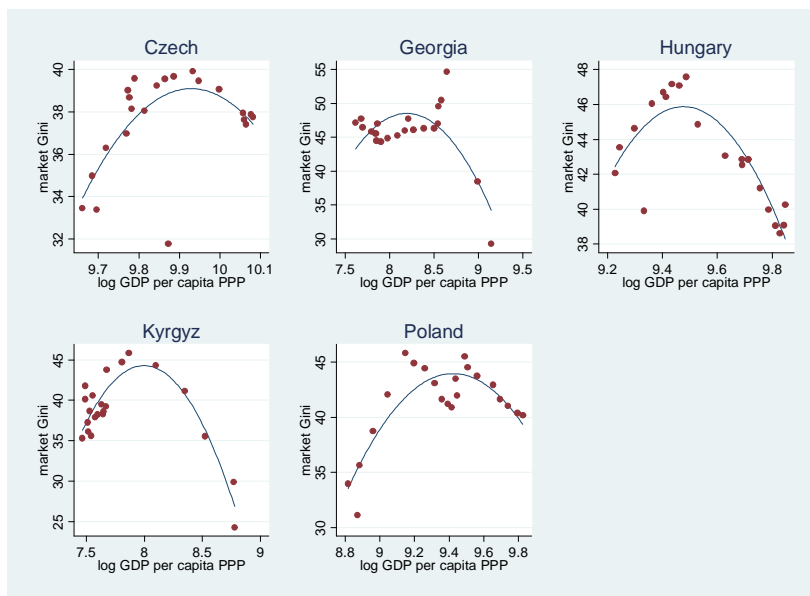 Czech
market Gini
40
38
36
34
32
9.7 9.8 9.9 10 10.1
log GDP per capita PPP
Georgia
market Gini
55
50
45
40
35
30
7.5 8 8.5 9 9.5
log GDP per capita PPP
Hungary
market Gini
48
46
44
42
40
38
9.2 9.4 9.6 9.8
log GDP per capita PPP
Kyrgyz
market Gini
45
40
35
30
25
7.5 8 8.5 9
log GDP per capita PPP
Poland
market Gini
45
40
35
30
8.8 9 9.2 9.4 9.6 9.8
log GDP per capita PPP